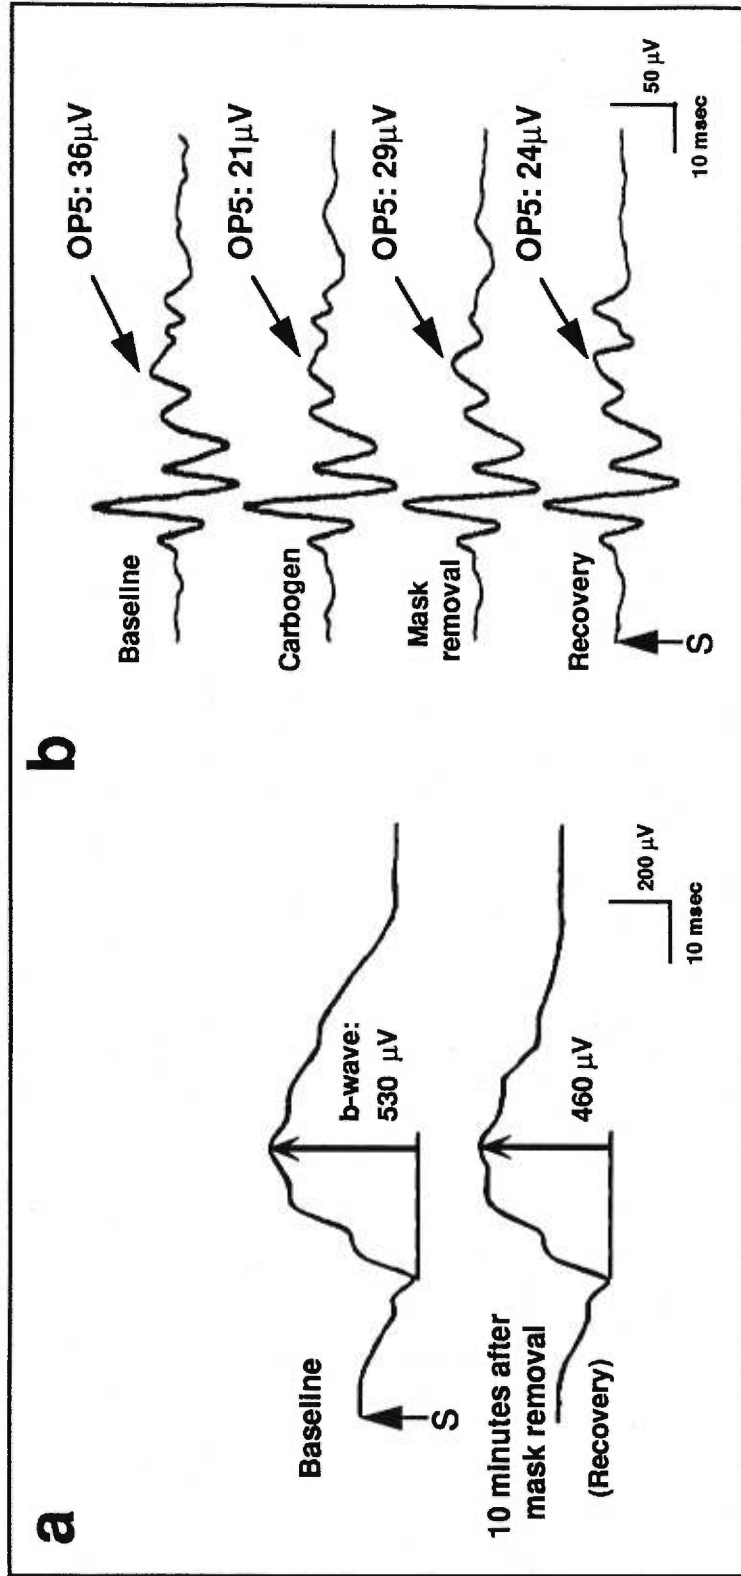 a
Baseline
S
b-wave:
530 μV
10 minutes after
mask removal
(Recovery)
460 μV
200 μV
10 msec
b
Baseline
OP5: 36μV
Carbogen
OP5: 21μV
Mask
removal
OP5: 29μV
Recovery
OP5: 24μV
S
50 μV
10 msec